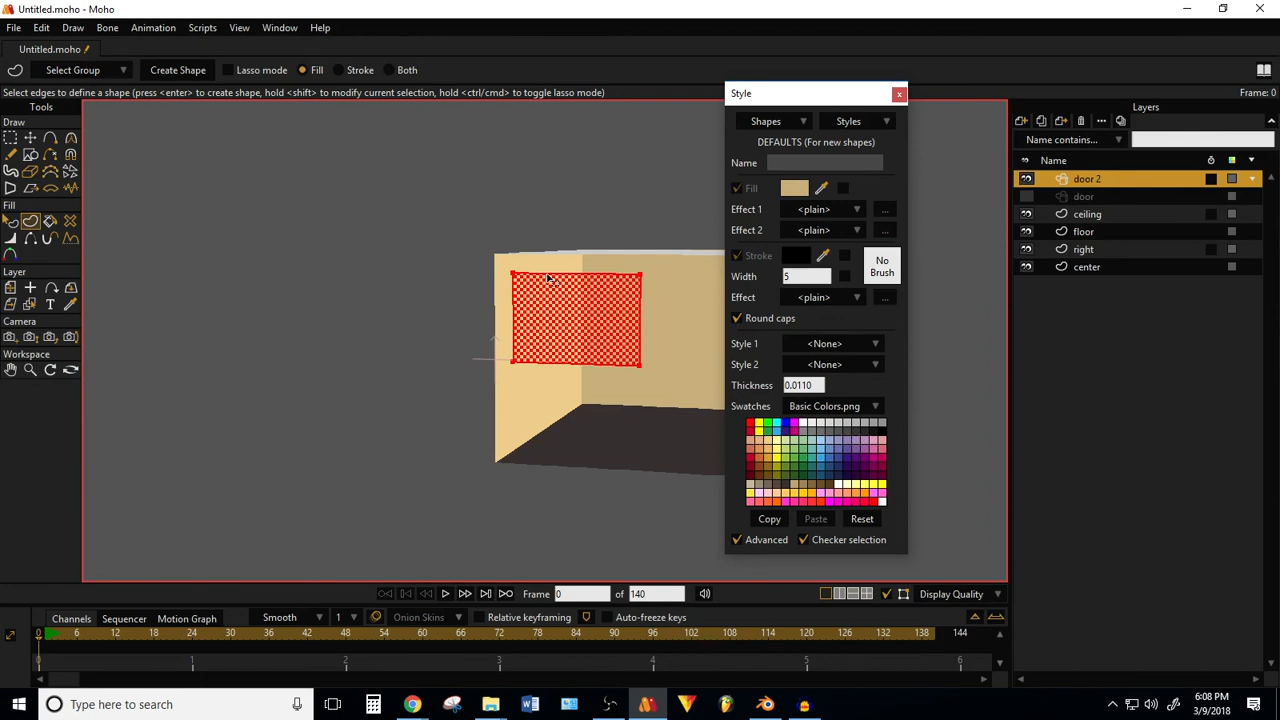 Untitled.moho - Moho
File Edit Draw Bone Animation Scripts View Window Help
Untitled.moho
Select Group Create Shape Lasso mode Fill Stroke Both
Select edges to define a shape (press <enter> to create shape, hold <shift> to modify current selection, hold <ctrl/cmd> to toggle lasso mode)
Frame: 0
Tools
Draw
Fill
Layer
Camera
Workspace
Style
Shapes Styles
DEFAULTS (For new shapes)
Name
Fill
Effect 1 <plain> ...
Effect 2 <plain> ...
Stroke
No Brush
Width 5
Effect <plain> ...
Round caps
Style 1 <None>
Style 2 <None>
Thickness 0.0110
Swatches Basic Colors.png
Copy Paste Reset
Advanced Checker selection
Layers
Name contains...
Name
door 2
door
ceiling
floor
right
center
Frame 0 of 140
Display Quality
Channels Sequencer Motion Graph Smooth 1 Onion Skins Relative keyframing Auto-freeze keys
0 6 12 18 24 30 36 42 48 54 60 66 72 78 84 90 96 102 108 114 120 126 132 138 144
0 1 2 3 4 5 6
Type here to search
6:08 PM
3/9/2018